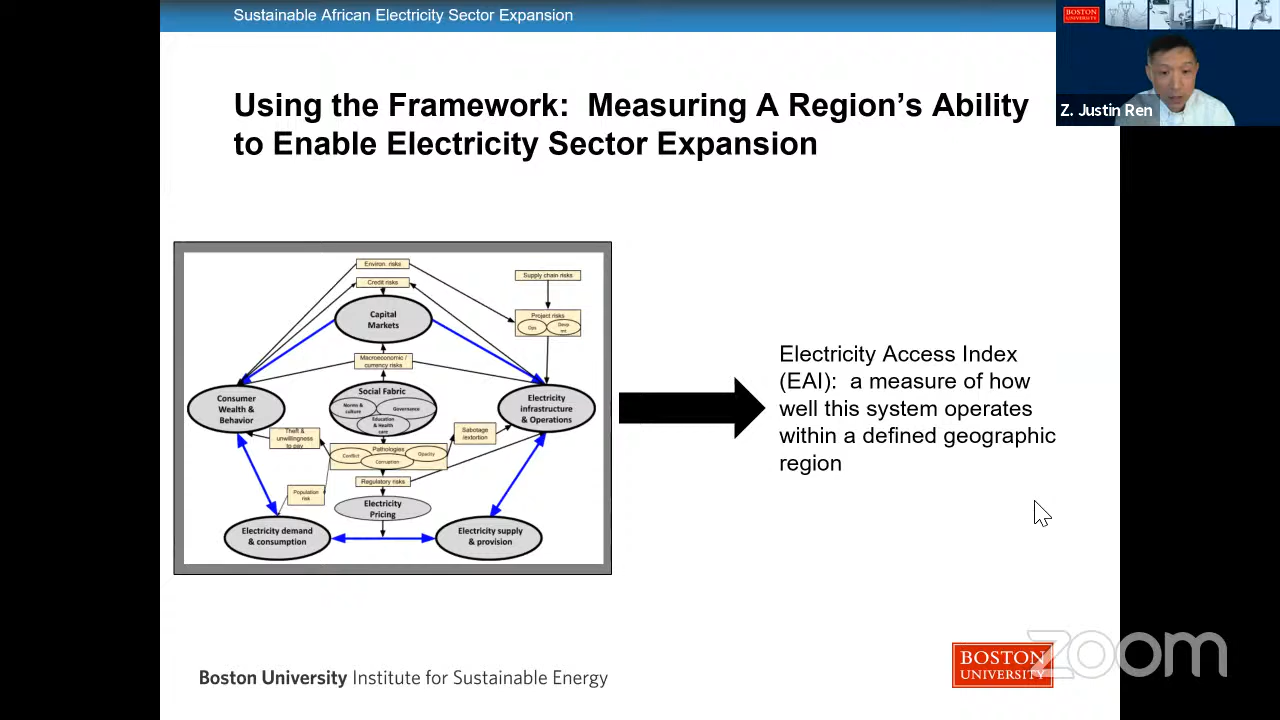 Sustainable African Electricity Sector Expansion
BOSTON
UNIVERSITY
Z. Justin Ren
Using the Framework:  Measuring A Region's Ability
to Enable Electricity Sector Expansion
Environ. risks
Credit risks
Supply chain risks
Capital
Markets
Project risks
Ops
Macroeconomic /
currency risks
Consumer
Wealth &
Behavior
Social Fabric
Norms &
culture
Governance
Education
& Health
care
Electricity
infrastructure
& Operations
Theft &
unwillingness
to pay
Pathologies
Conflict
Corruption
Opacity
Sabotage
/extortion
Regulatory risks
Population
risk
Electricity
Pricing
Electricity demand
& consumption
Electricity supply
& provision
Electricity Access Index
(EAI):  a measure of how
well this system operates
within a defined geographic
region
Boston University Institute for Sustainable Energy
BOSTON
UNIVERSITY
zoom